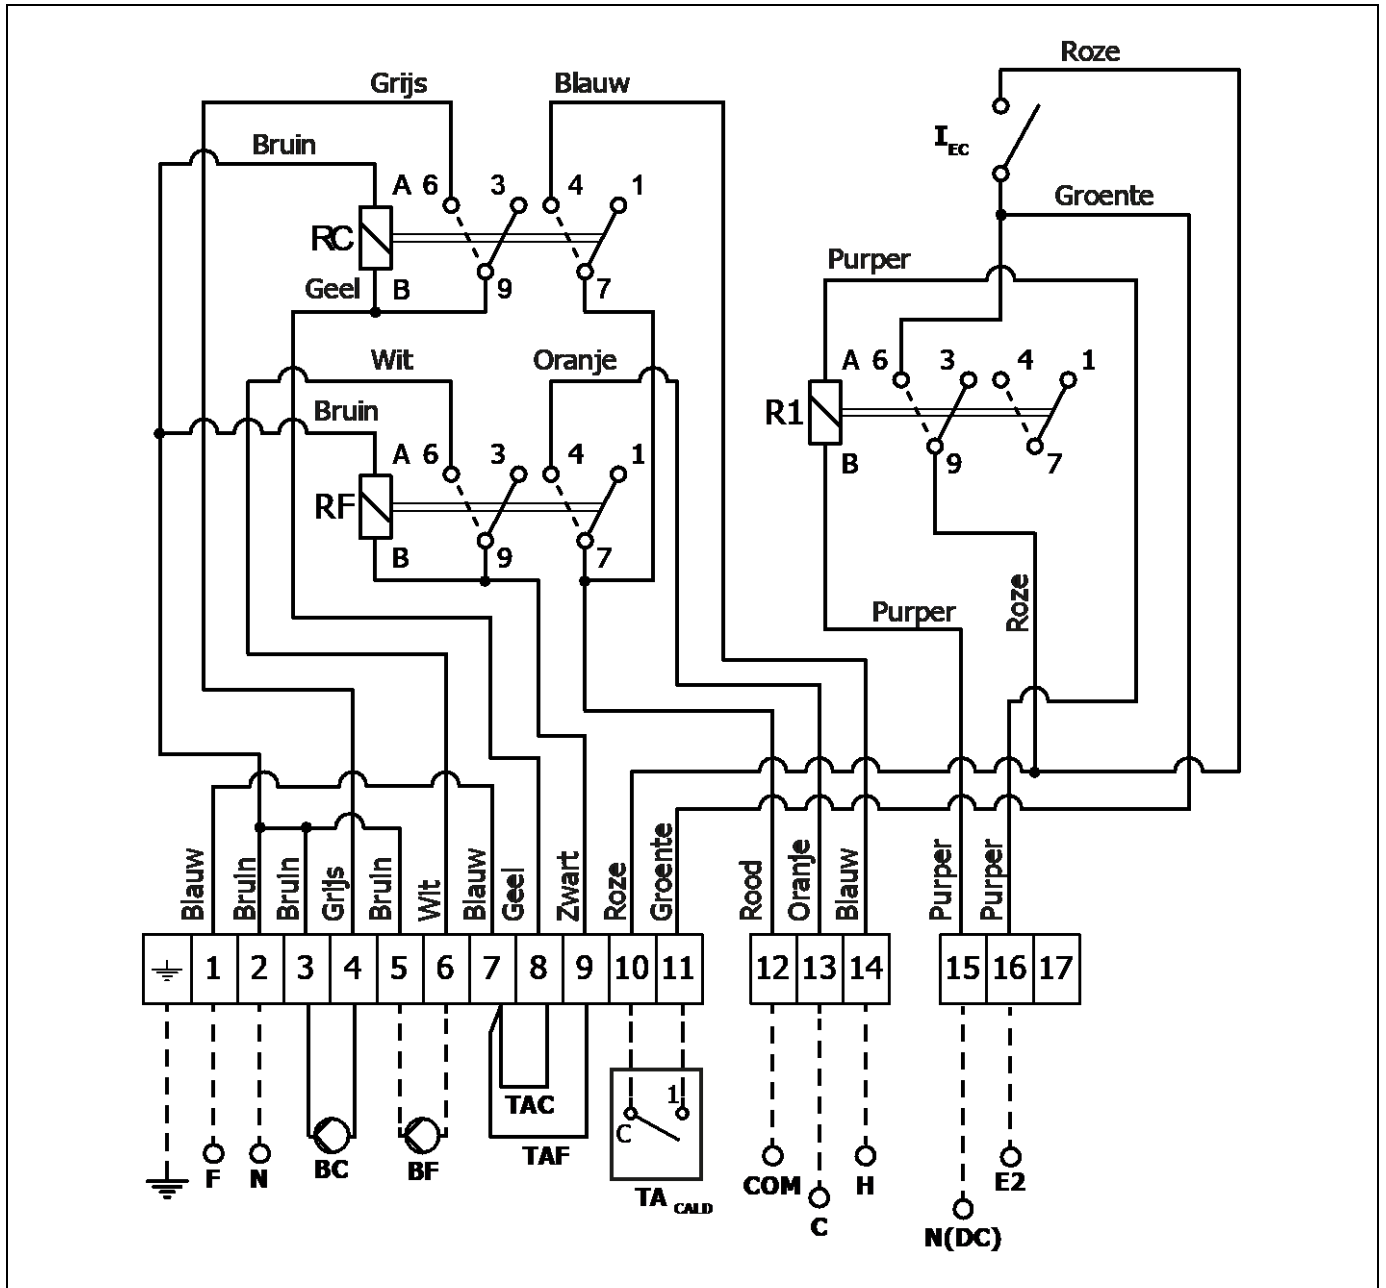 Roze
Grijs
Blauw
I EC
Bruin
Groente
A 6 3 4 1
RC
Purper
Geel B 9 7
Wit
Oranje
A 6 3 4 1
Bruin
R1
A 6 3 4 1
B 9 7
RF
B 9 7
Roze
Purper
Blauw
Bruin
Bruin
Grijs
Bruin
Wit
Blauw
Geel
Zwart
Roze
Groente
Rood
Oranje
Blauw
Purper
Purper
1 2 3 4 5 6 7 8 9 10 11 12 13 14 15 16 17
C 1
TAC
F N BC BF TAF
TA CALD
COM
C
H
N(DC)
E2